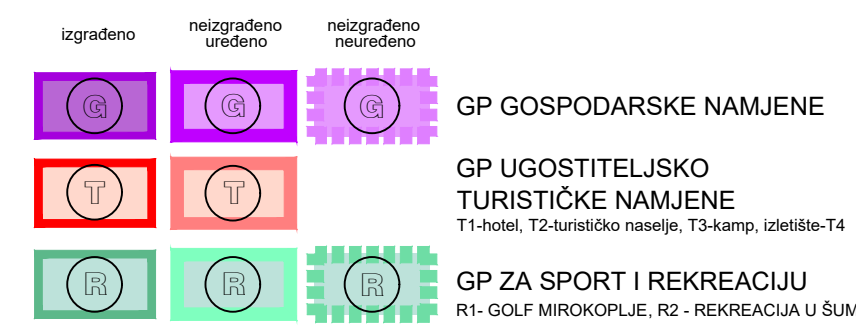 izgrađeno
neizgrađeno
uređeno
neizgrađeno
neuređeno
G G G GP GOSPODARSKE NAMJENE
T T GP UGOSTITELJSKO
TURISTIČKE NAMJENE
T1-hotel, T2-turističko naselje, T3-kamp, izletište-T4
R R R GP ZA SPORT I REKREACIJU
R1- GOLF MIROKOPLJE, R2 - REKREACIJA U ŠUM